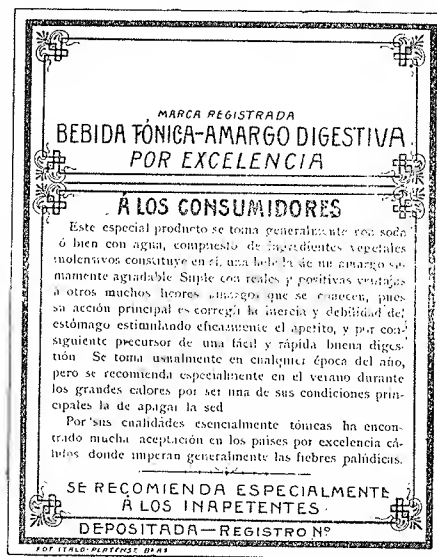 MARCA REGISTRADA
BEBIDA TÓNICA-AMARGO DIGESTIVA
POR EXCELENCIA
Á LOS CONSUMIDORES
Este especial producto se toma generalmente con soda
ó bien con agua, compuesto de ingredientes vegetales
inofensivos constituye en sí, una bebida de un amargo su-
mamente agradable Suple con reales y positivas ventajas
a otros muchos licores amargos que se conocen, pues
su acción principal es corregir la inercia y debilidad del
estómago estimulando eficazmente el apetito, y por con-
siguiente precursor de una fácil y rápida buena diges-
tión Se toma usualmente en cualquier época del año,
pero se recomienda especialmente en el verano durante
los grandes calores por ser una de sus condiciones prin-
cipales la de apagar la sed
Por sus cualidades esencialmente tónicas ha encon-
trado mucha aceptación en los paises por excelencia cá-
lidos donde imperan generalmente las fiebres palúdicas.
SE RECOMIENDA ESPECIALMENTE
Á LOS INAPETENTES
DEPOSITADA — REGISTRO Nº
FOT ITALO-PLATENSE BS AS